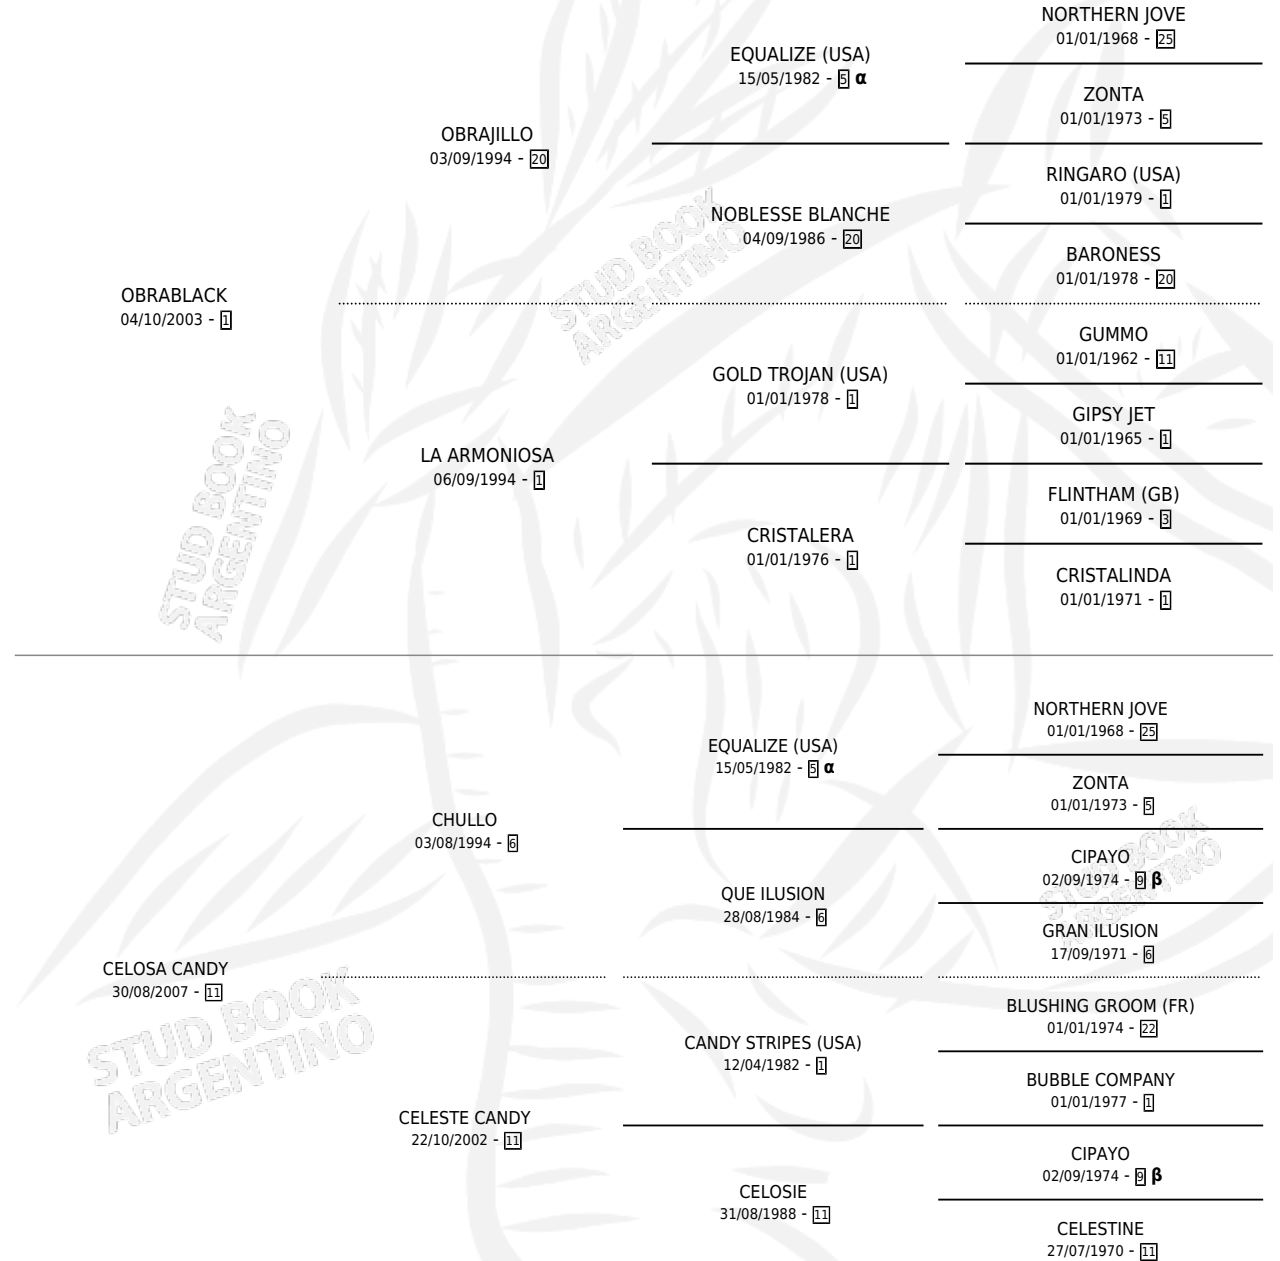 NORTHERN JOVE
01/01/1968 - 25
EQUALIZE (USA)
15/05/1982 - 5 α
ZONTA
01/01/1973 - 5
OBRAJILLO
03/09/1994 - 20
RINGARO (USA)
01/01/1979 - 1
NOBLESSE BLANCHE
04/09/1986 - 20
BARONESS
01/01/1978 - 20
OBRABLACK
04/10/2003 - 1
GUMMO
01/01/1962 - 11
GOLD TROJAN (USA)
01/01/1978 - 1
GIPSY JET
01/01/1965 - 1
LA ARMONIOSA
06/09/1994 - 1
FLINTHAM (GB)
01/01/1969 - 3
CRISTALERA
01/01/1976 - 1
CRISTALINDA
01/01/1971 - 1
NORTHERN JOVE
01/01/1968 - 25
EQUALIZE (USA)
15/05/1982 - 5 α
ZONTA
01/01/1973 - 5
CHULLO
03/08/1994 - 6
CIPAYO
02/09/1974 - 9 β
QUE ILUSION
28/08/1984 - 6
GRAN ILUSION
17/09/1971 - 6
CELOSA CANDY
30/08/2007 - 11
BLUSHING GROOM (FR)
01/01/1974 - 22
CANDY STRIPES (USA)
12/04/1982 - 1
BUBBLE COMPANY
01/01/1977 - 1
CELESTE CANDY
22/10/2002 - 11
CIPAYO
02/09/1974 - 9 β
CELOSIE
31/08/1988 - 11
CELESTINE
27/07/1970 - 11
STUD BOOK
ARGENTINO
STUD BOOK
ARGENTINO
STUD BOOK
ARGENTINO
STUD BOOK
ARGENTINO